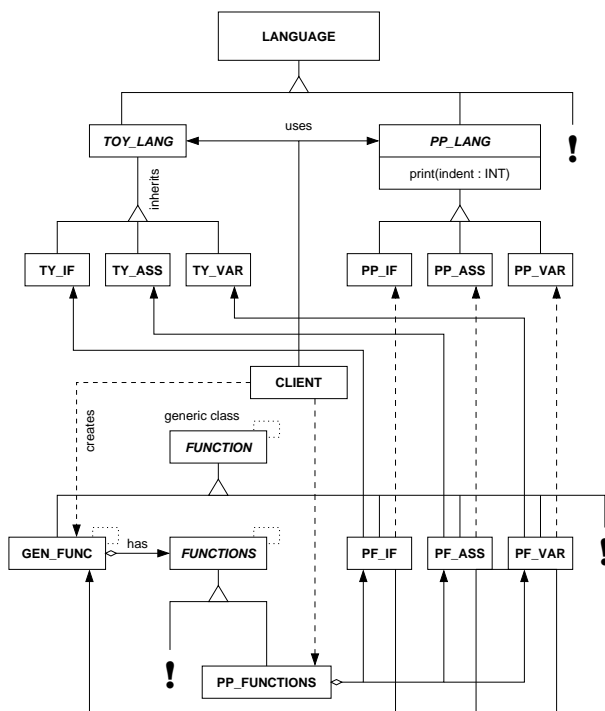 LANGUAGE
TOY_LANG
uses
PP_LANG
!
print(indent : INT)
inherits
TY_IF
TY_ASS
TY_VAR
PP_IF
PP_ASS
PP_VAR
CLIENT
creates
generic class
FUNCTION
GEN_FUNC
has
FUNCTIONS
PF_IF
PF_ASS
PF_VAR
!
!
PP_FUNCTIONS